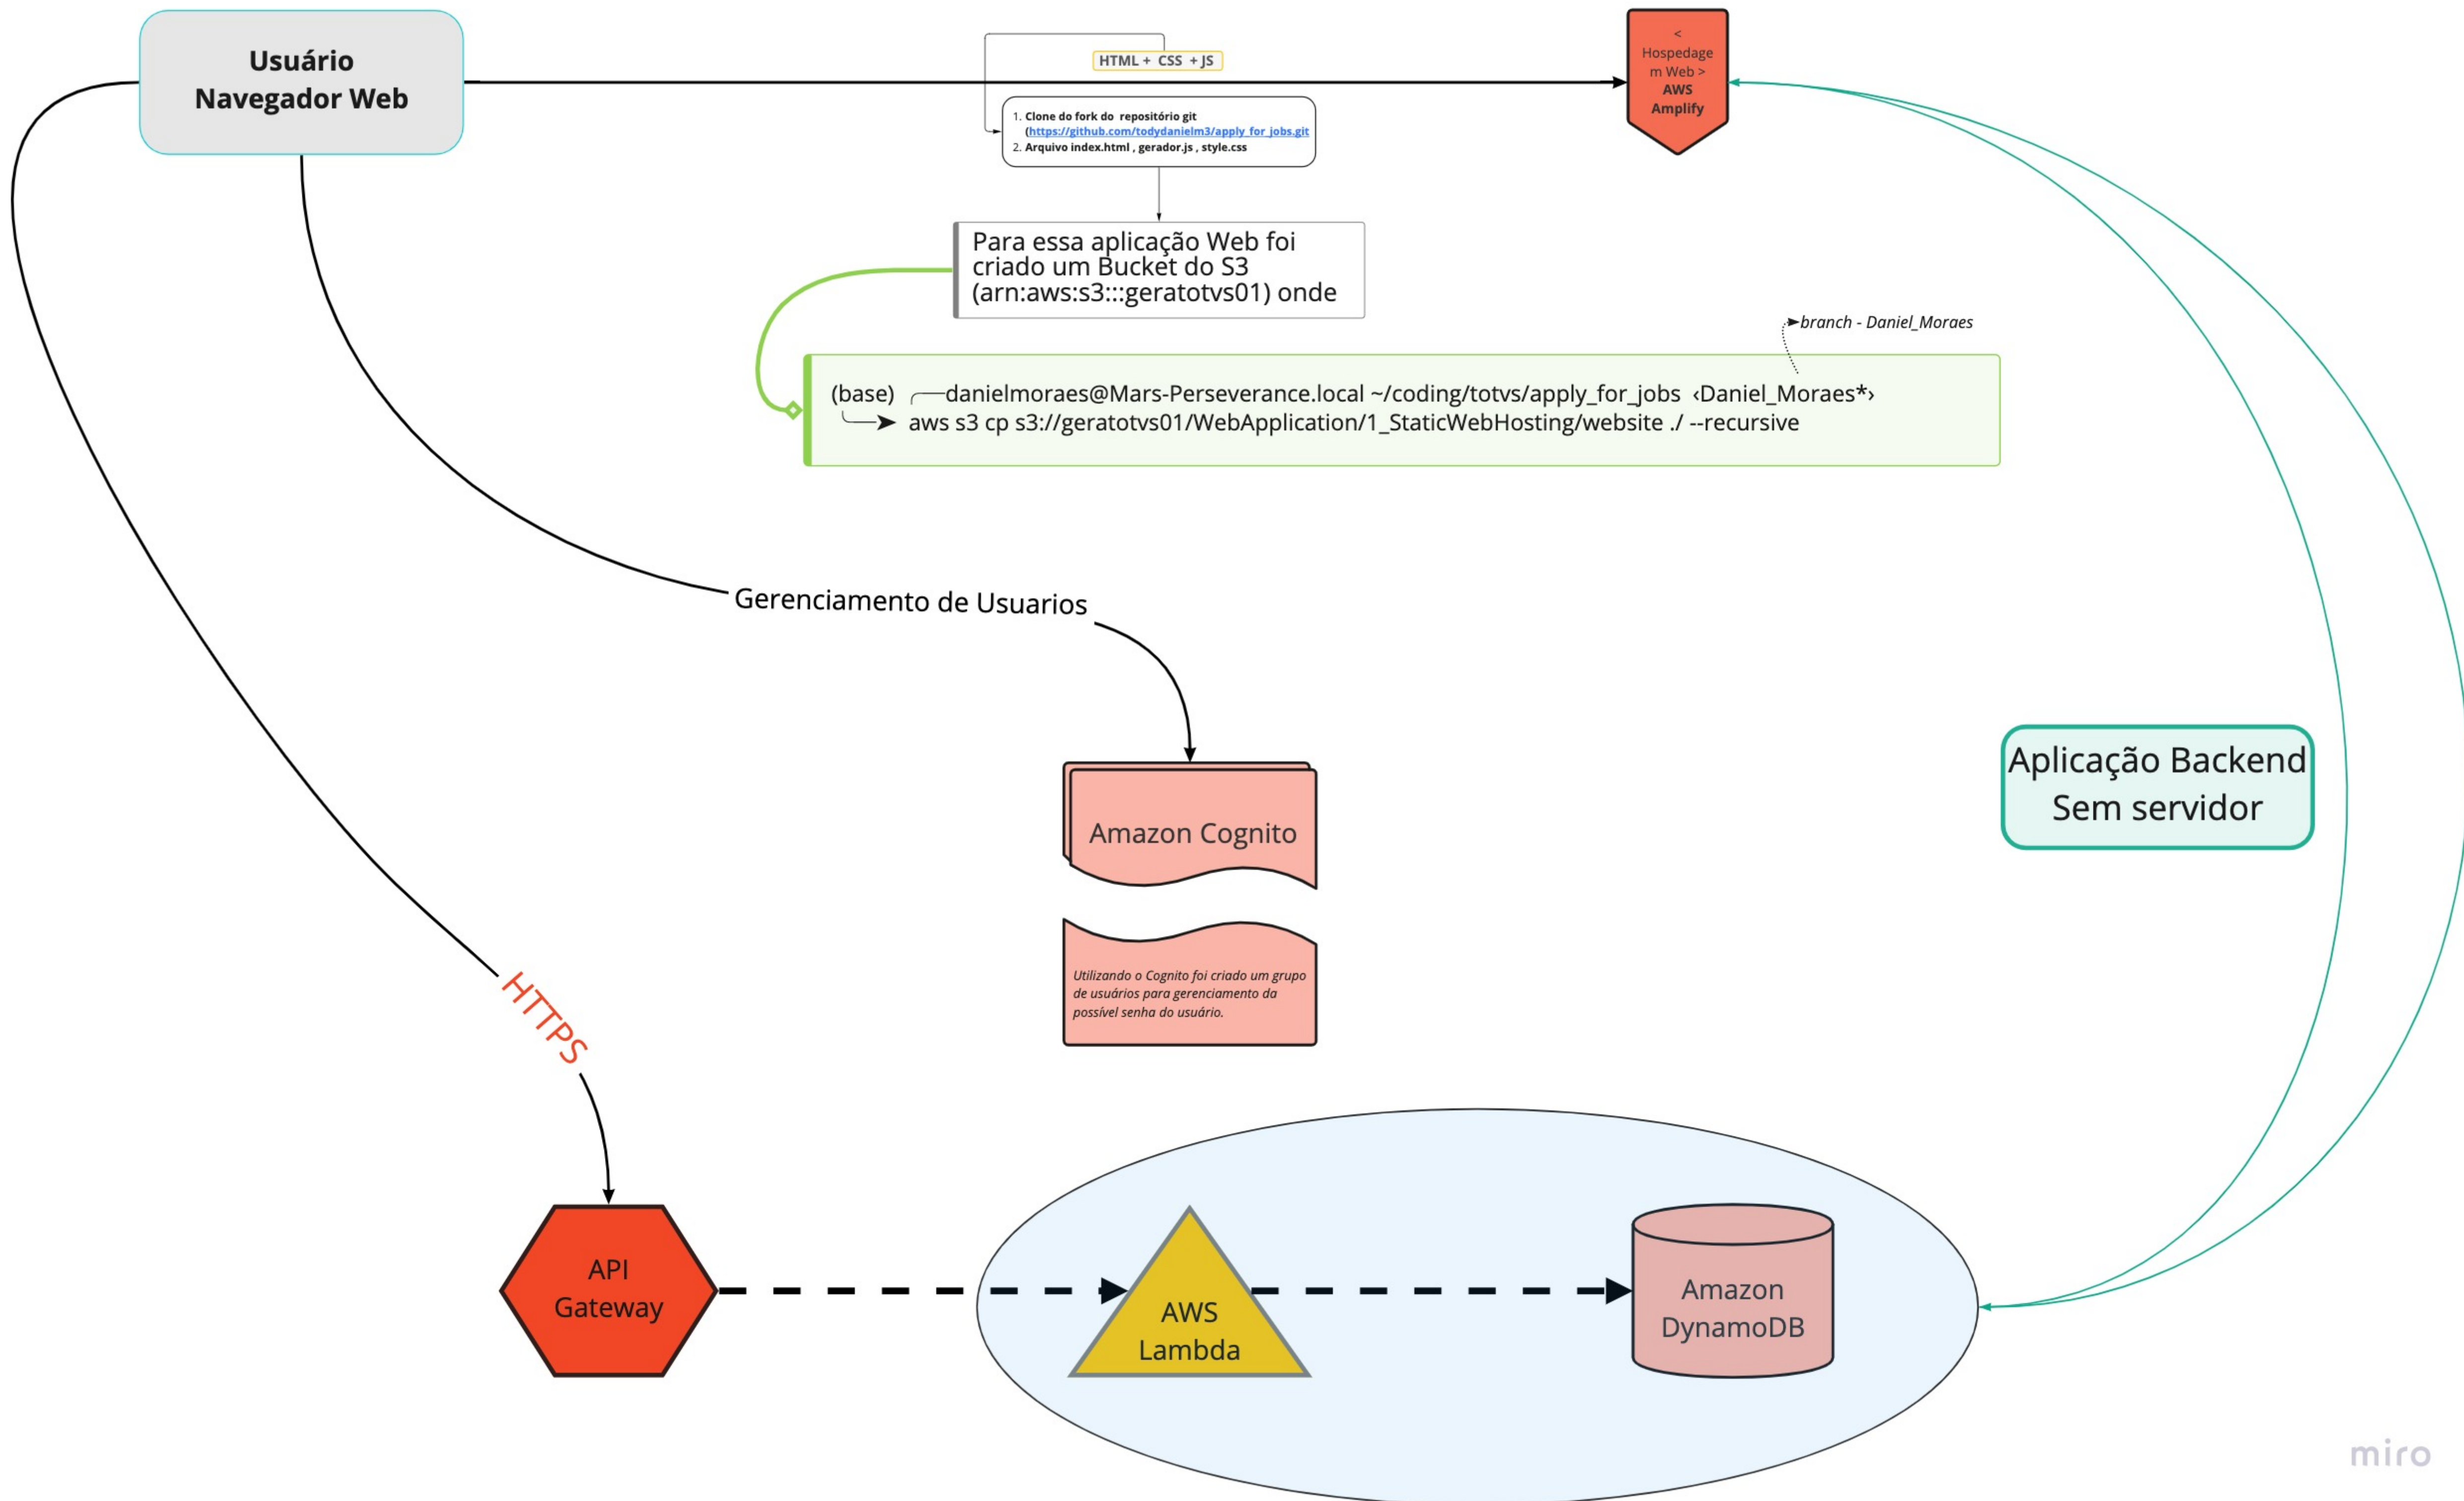 Usuário
Navegador Web
HTML + CSS + JS
<
Hospedage
m Web >
AWS
Amplify
1. Clone do fork do repositório git
(https://github.com/todydanielm3/apply_for_jobs.git
2. Arquivo index.html , gerador.js , style.css
Para essa aplicação Web foi
criado um Bucket do S3
(arn:aws:s3:::geratotvs01) onde
branch - Daniel_Moraes
(base) danielmoraes@Mars-Perseverance.local ~/coding/totvs/apply_for_jobs ‹Daniel_Moraes*›
aws s3 cp s3://geratotvs01/WebApplication/1_StaticWebHosting/website ./ --recursive
Gerenciamento de Usuarios
Aplicação Backend
Sem servidor
Amazon Cognito
Utilizando o Cognito foi criado um grupo
de usuários para gerenciamento da
possível senha do usuário.
HTTPS
API
Gateway
AWS
Lambda
Amazon
DynamoDB
miro